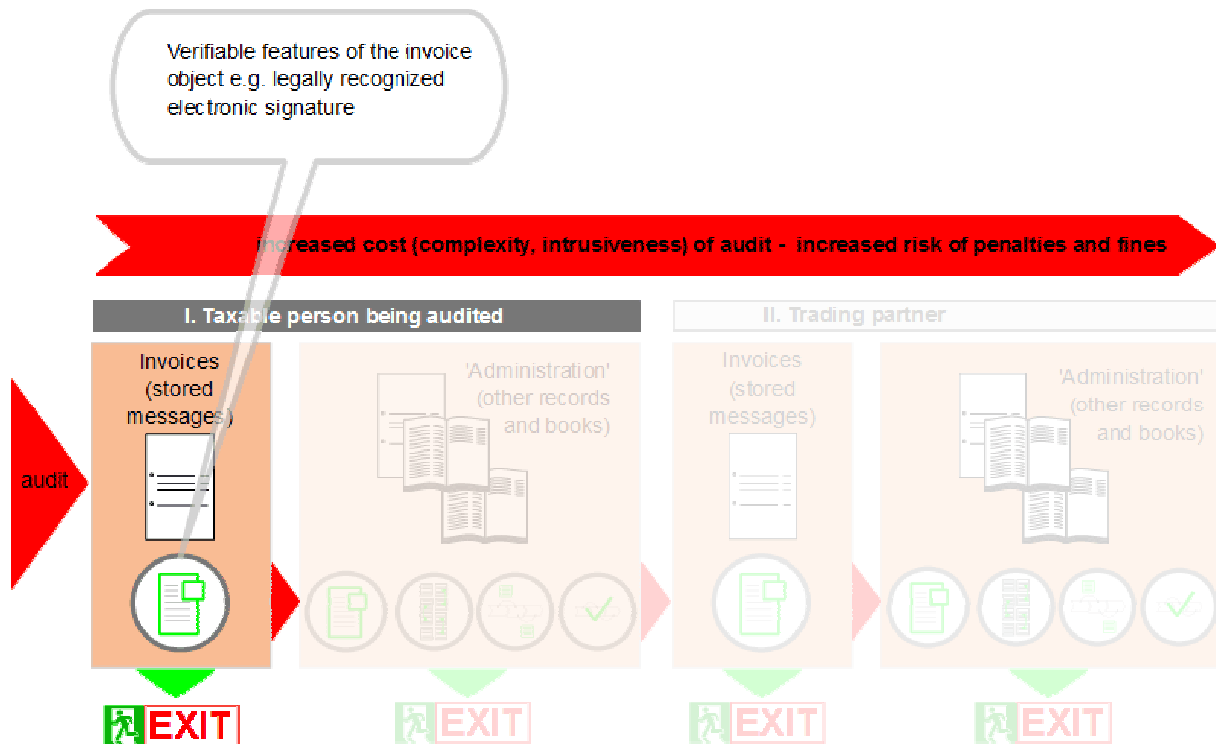 Verifiable features of the invoice
object e.g. legally recognized
electronic signature
increased cost (complexity, intrusiveness) of audit - increased risk of penalties and fines
I. Taxable person being audited
II. Trading partner
audit
Invoices
(stored
messages)
'Administration'
(other records
and books)
Invoices
(stored
messages)
'Administration'
(other records
and books)
EXIT
EXIT
EXIT
EXIT